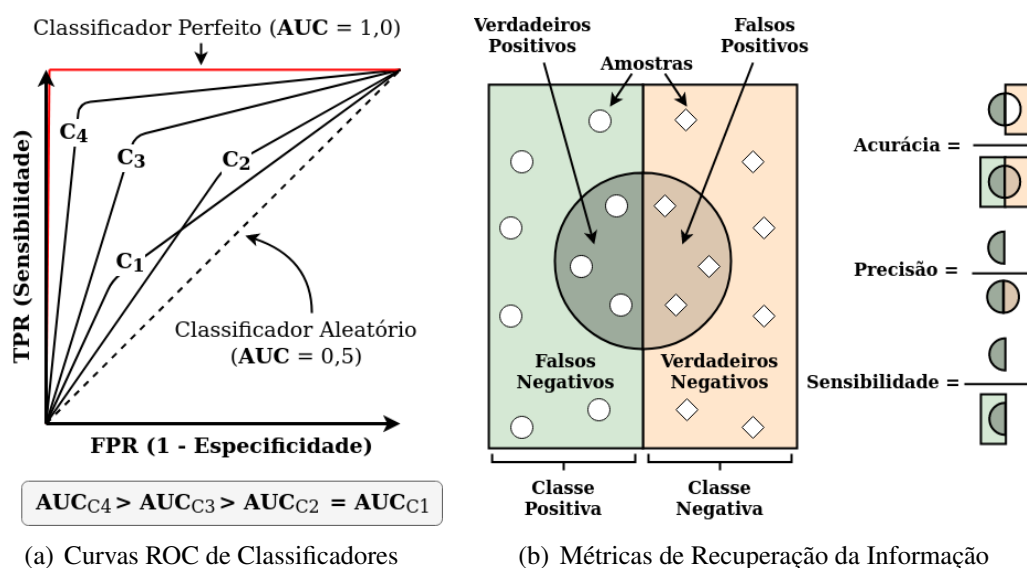 Classificador Perfeito (AUC = 1,0)
TPR (Sensibilidade)
C4
C3
C2
C1
Classificador Aleatório
(AUC = 0,5)
FPR (1 - Especificidade)
AUCC4 > AUCC3 > AUCC2 = AUCC1
(a) Curvas ROC de Classificadores
Verdadeiros
Positivos
Falsos
Positivos
Amostras
Falsos
Negativos
Verdadeiros
Negativos
Classe
Positiva
Classe
Negativa
Acurácia =
Precisão =
Sensibilidade =
(b) Métricas de Recuperação da Informação